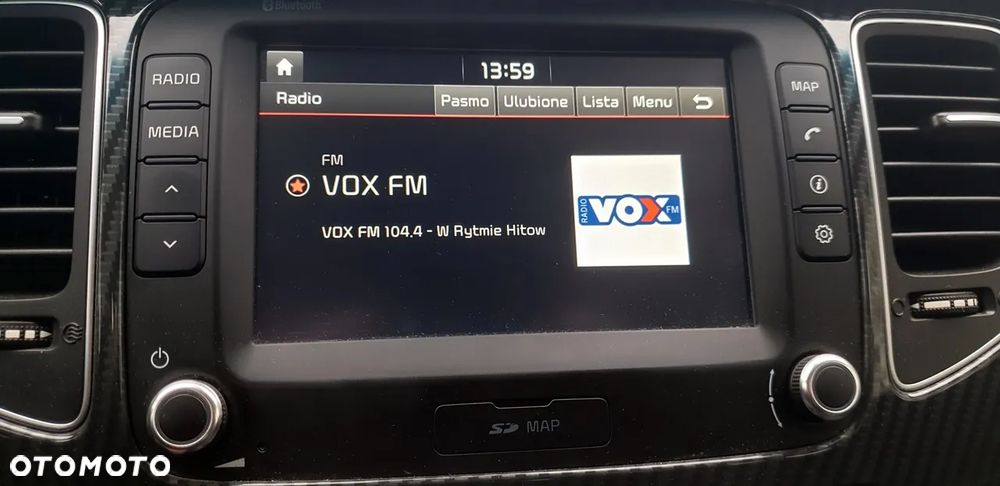 Bluetooth
13:59
Radio Pasmo Ulubione Lista Menu
RADIO
MEDIA
MAP
FM
VOX FM
VOX FM 104.4 - W Rytmie Hitow
RADIO VOX FM
SD MAP
OTOMOTO